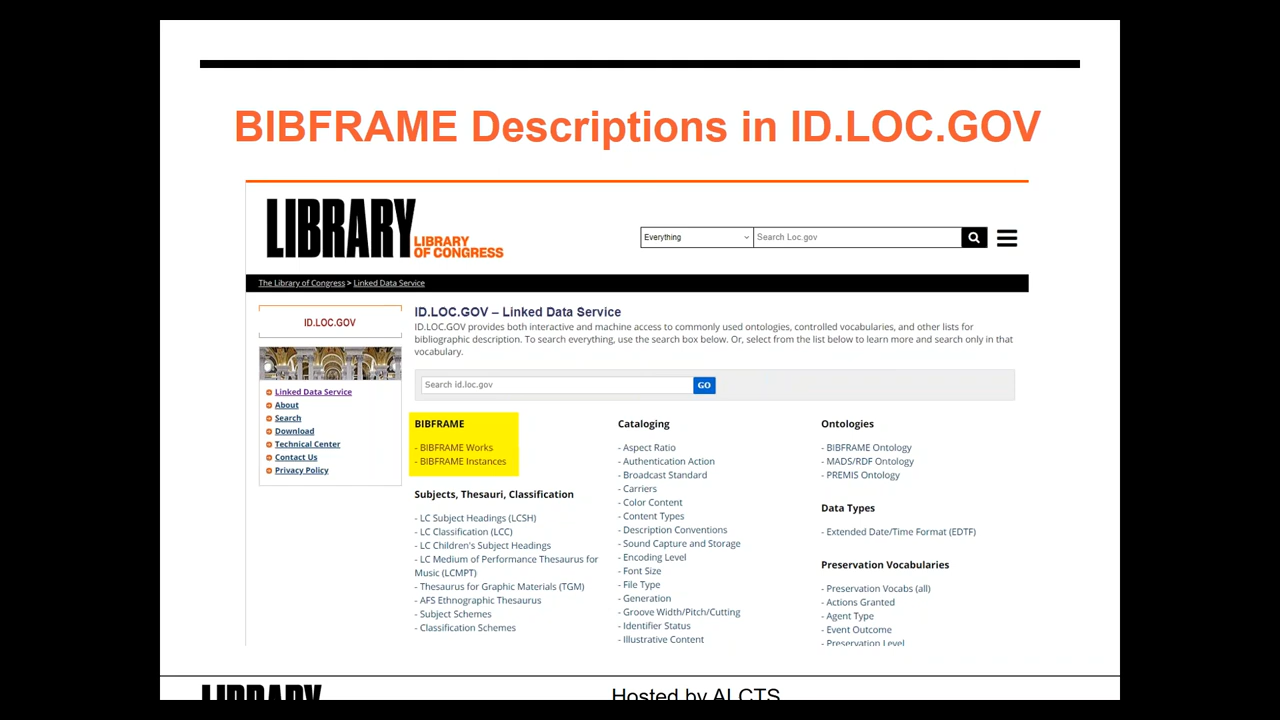 BIBFRAME Descriptions in ID.LOC.GOV
LIBRARY
LIBRARY
OF CONGRESS
Everything
Search Loc.gov
The Library of Congress > Linked Data Service
ID.LOC.GOV
Linked Data Service
About
Search
Download
Technical Center
Contact Us
Privacy Policy
ID.LOC.GOV – Linked Data Service
ID.LOC.GOV provides both interactive and machine access to commonly used ontologies, controlled vocabularies, and other lists for
bibliographic description. To search everything, use the search box below. Or, select from the list below to learn more and search only in that
vocabulary.
Search id.loc.gov
GO
BIBFRAME
- BIBFRAME Works
- BIBFRAME Instances
Subjects, Thesauri, Classification
- LC Subject Headings (LCSH)
- LC Classification (LCC)
- LC Children's Subject Headings
- LC Medium of Performance Thesaurus for
Music (LCMPT)
- Thesaurus for Graphic Materials (TGM)
- AFS Ethnographic Thesaurus
- Subject Schemes
- Classification Schemes
Cataloging
- Aspect Ratio
- Authentication Action
- Broadcast Standard
- Carriers
- Color Content
- Content Types
- Description Conventions
- Sound Capture and Storage
- Encoding Level
- Font Size
- File Type
- Generation
- Groove Width/Pitch/Cutting
- Identifier Status
- Illustrative Content
Ontologies
- BIBFRAME Ontology
- MADS/RDF Ontology
- PREMIS Ontology
Data Types
- Extended Date/Time Format (EDTF)
Preservation Vocabularies
- Preservation Vocabs (all)
- Actions Granted
- Agent Type
- Event Outcome
- Preservation Level
LIBRARY
Hosted by ALCTS